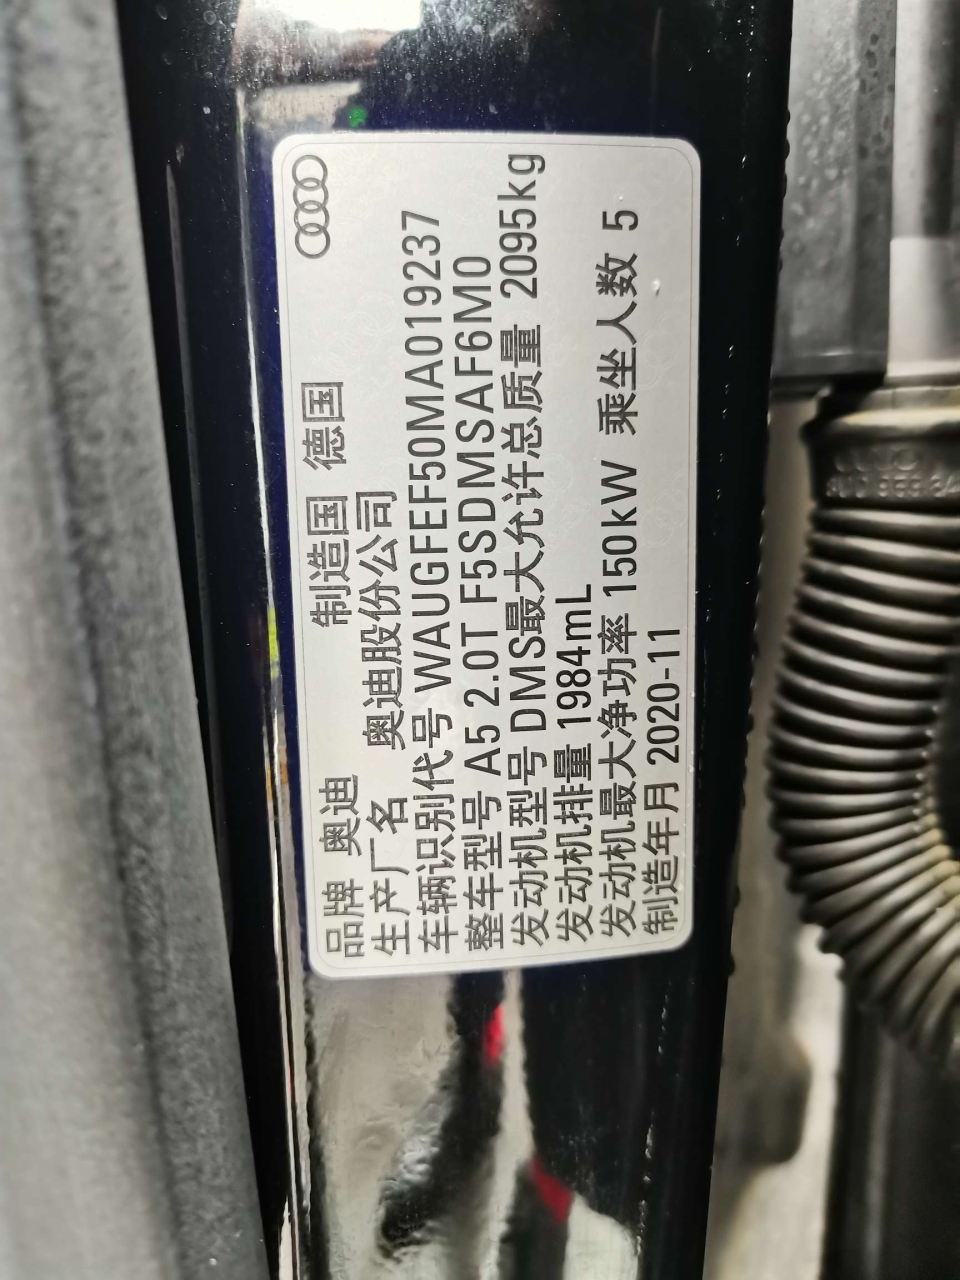 品牌 奥迪 制造国 德国
生产厂名 奥迪股份公司
车辆识别代号 WAUGFEF50MA019237
整车型号 A5 2.0T F5SDMSAF6M0
发动机型号 DMS最大允许总质量 2095kg
发动机排量 1984mL
发动机最大净功率 150kW 乘坐人数 5
制造年月 2020-11